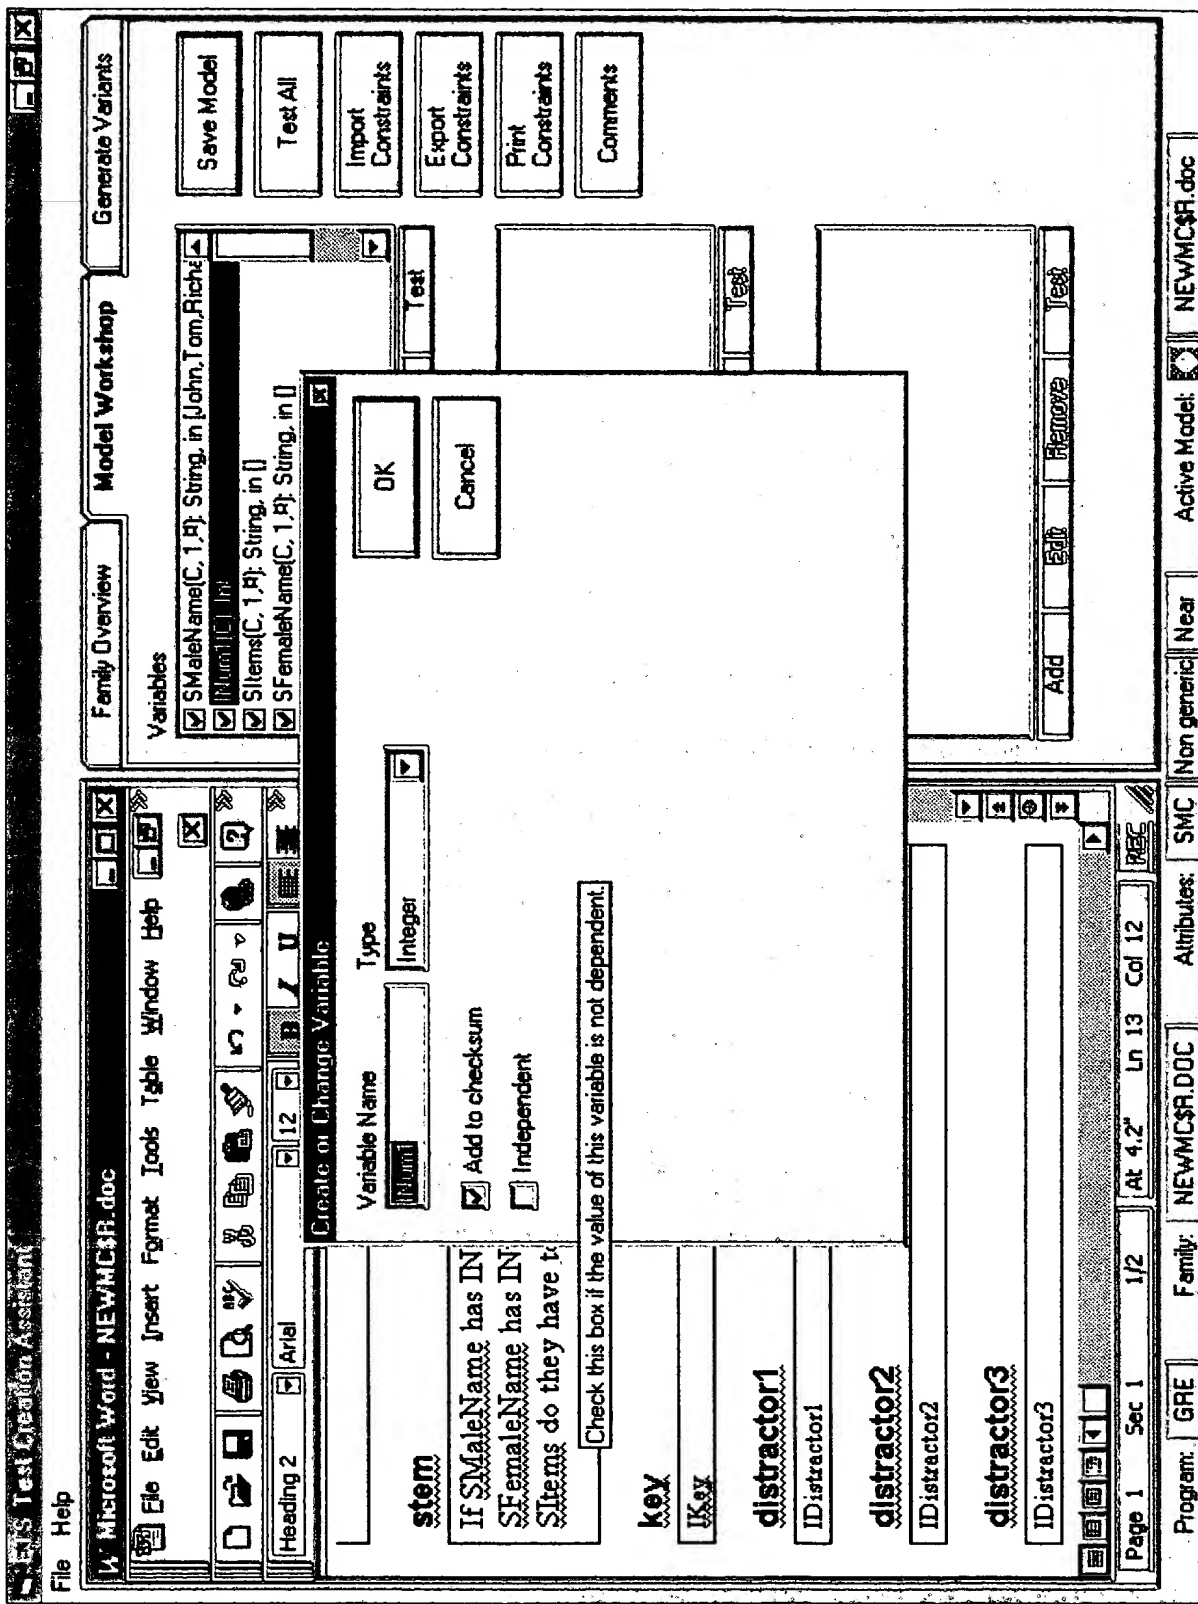 ETS Test Creation Assistant
File Help
Microsoft Word - NEWMC$R.doc
File Edit View Insert Format Tools Table Window Help
Heading 2 Arial 12 B I U
stem
If SMaleName has IN
SFemaleName has IN
SItems do they have to
key
IKey
distractor1
IDistractor1
distractor2
IDistractor2
distractor3
IDistractor3
Page 1 Sec 1 1/2 At 4.2" Ln 13 Col 12 REC
Create or Change Variable
Variable Name
INum1
Type
Integer
Add to checksum
Independent
Check this box if the value of this variable is not dependent.
OK
Cancel
Family Overview
Model Workshop
Generate Variants
Variables
SMaleName(C, 1,¤): String, in [John,Tom,Richa
SItems(C, 1,¤): String, in []
SFemaleName(C, 1,¤): String, in []
Test
Test
Add Edit Remove Test
Save Model
Test All
Import
Constraints
Export
Constraints
Print
Constraints
Comments
Program: GRE Family: NEWMC$R.DOC Attributes: SMC Non generic Near Active Model: NEWMC$R.doc